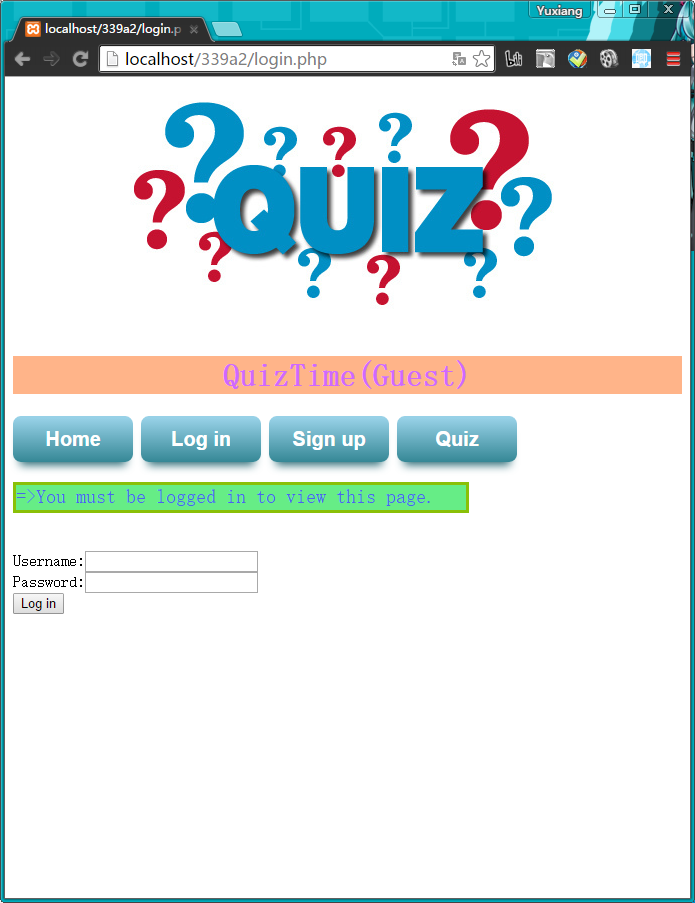 Yuxiang
localhost/339a2/login.p
localhost/339a2/login.php
QUIZ
QuizTime(Guest)
Home Log in Sign up Quiz
=>You must be logged in to view this page.
Username:
Password:
Log in